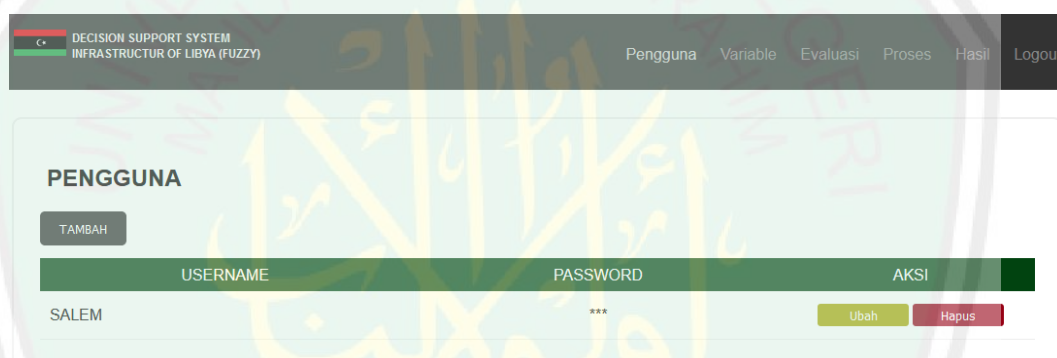 DECISION SUPPORT SYSTEM
INFRASTRUCTUR OF LIBYA (FUZZY)
Pengguna Variable Evaluasi Proses Hasil Logou
PENGGUNA
TAMBAH
USERNAME PASSWORD AKSI
SALEM *** Ubah Hapus